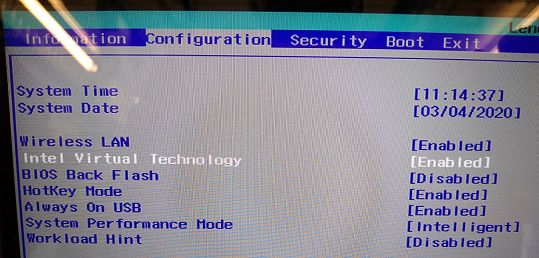 Information Configuration Security Boot Exit
System Time [11:14:37]
System Date [03/04/2020]
Wireless LAN [Enabled]
Intel Virtual Technology [Enabled]
BIOS Back Flash [Disabled]
HotKey Mode [Enabled]
Always On USB [Enabled]
System Performance Mode [Intelligent]
Workload Hint [Disabled]